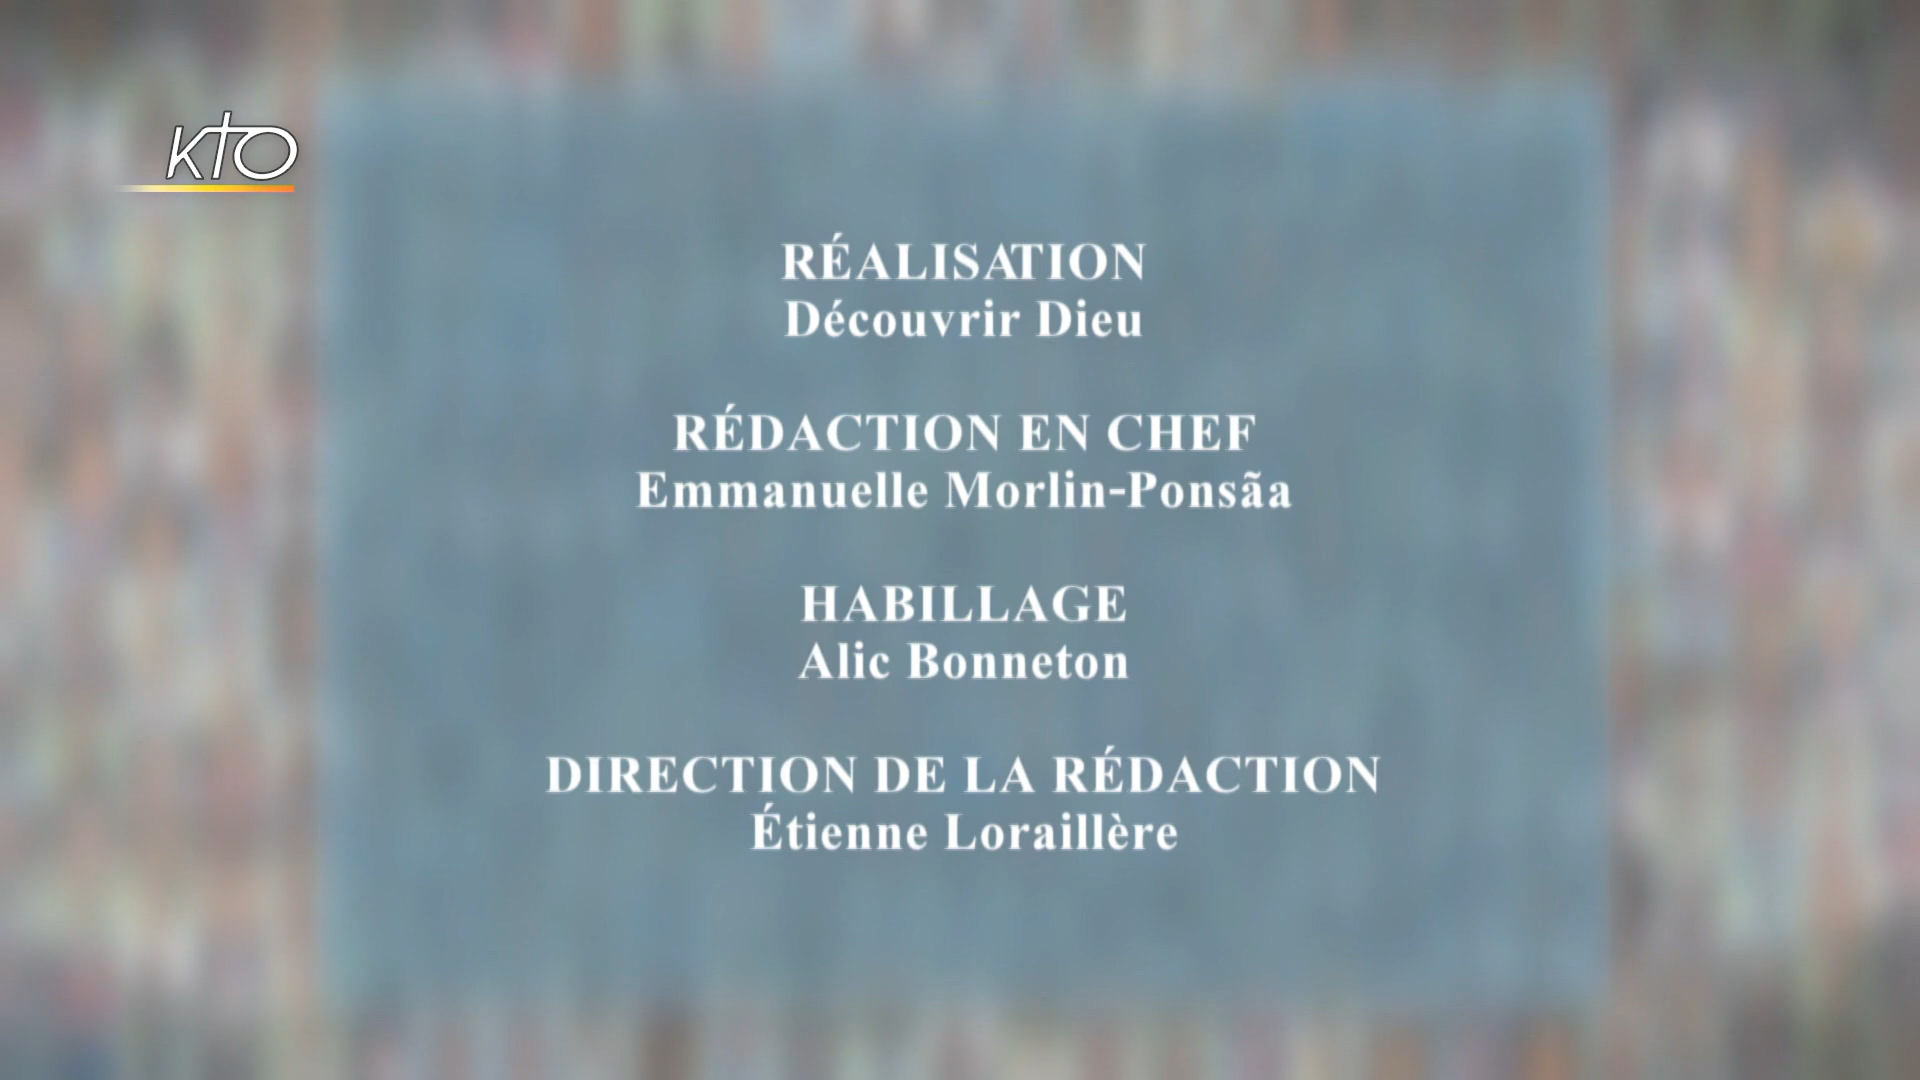 KTO
RÉALISATION
Découvrir Dieu
RÉDACTION EN CHEF
Emmanuelle Morlin-Ponsãa
HABILLAGE
Alic Bonneton
DIRECTION DE LA RÉDACTION
Étienne Loraillère